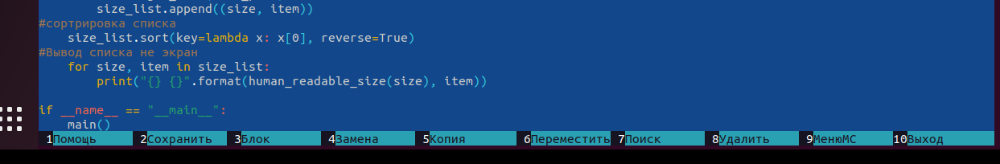 size_list.append((size, item))
#сортрировка списка
size_list.sort(key=lambda x: x[0], reverse=True)
#Вывод списка не экран
for size, item in size_list:
print("{} {}".format(human_readable_size(size), item))
if __name__ == "__main__":
main()
1Помощь 2Сохранить 3Блок 4Замена 5Копия 6Переместить 7Поиск 8Удалить 9МенюMC 10Выход